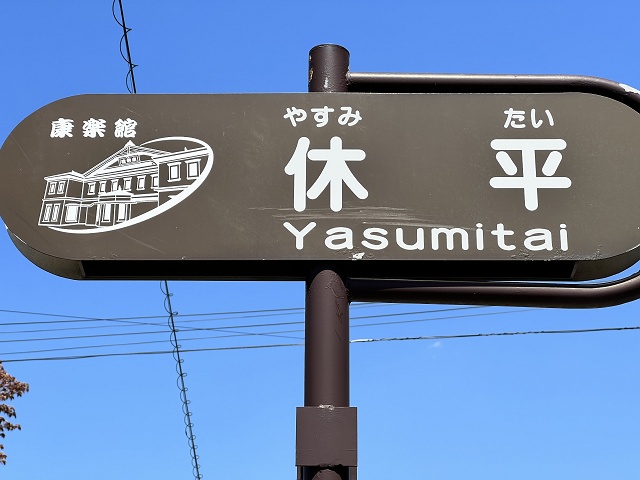 康楽館
やすみ たい
休 平
Yasumitai